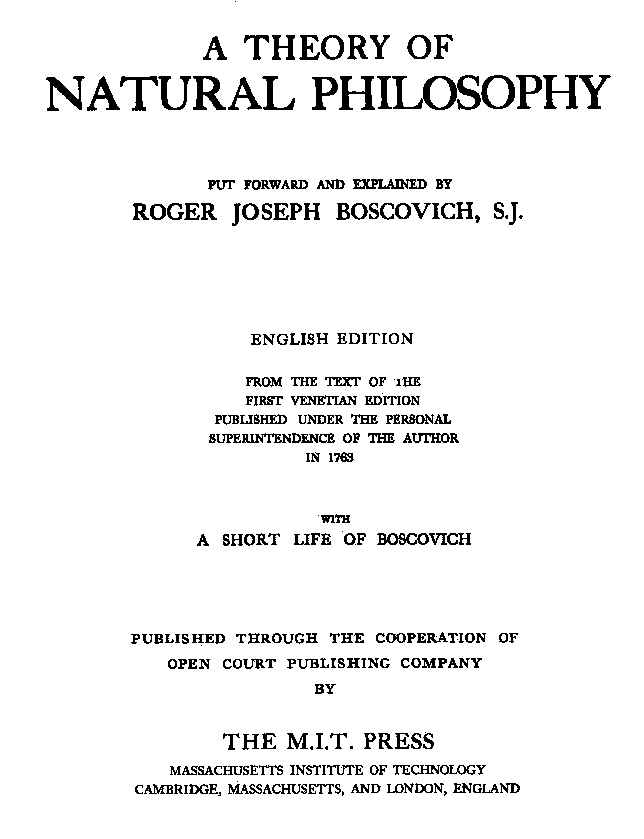 A THEORY OF
NATURAL PHILOSOPHY
PUT FORWARD AND EXPLAINED BY
ROGER JOSEPH BOSCOVICH, S.J.
ENGLISH EDITION
FROM THE TEXT OF THE
FIRST VENETIAN EDITION
PUBLISHED UNDER THE PERSONAL
SUPERINTENDENCE OF THE AUTHOR
IN 1763
WITH
A SHORT LIFE OF BOSCOVICH
PUBLISHED THROUGH THE COOPERATION OF
OPEN COURT PUBLISHING COMPANY
BY
THE M.I.T. PRESS
MASSACHUSETTS INSTITUTE OF TECHNOLOGY
CAMBRIDGE, MASSACHUSETTS, AND LONDON, ENGLAND